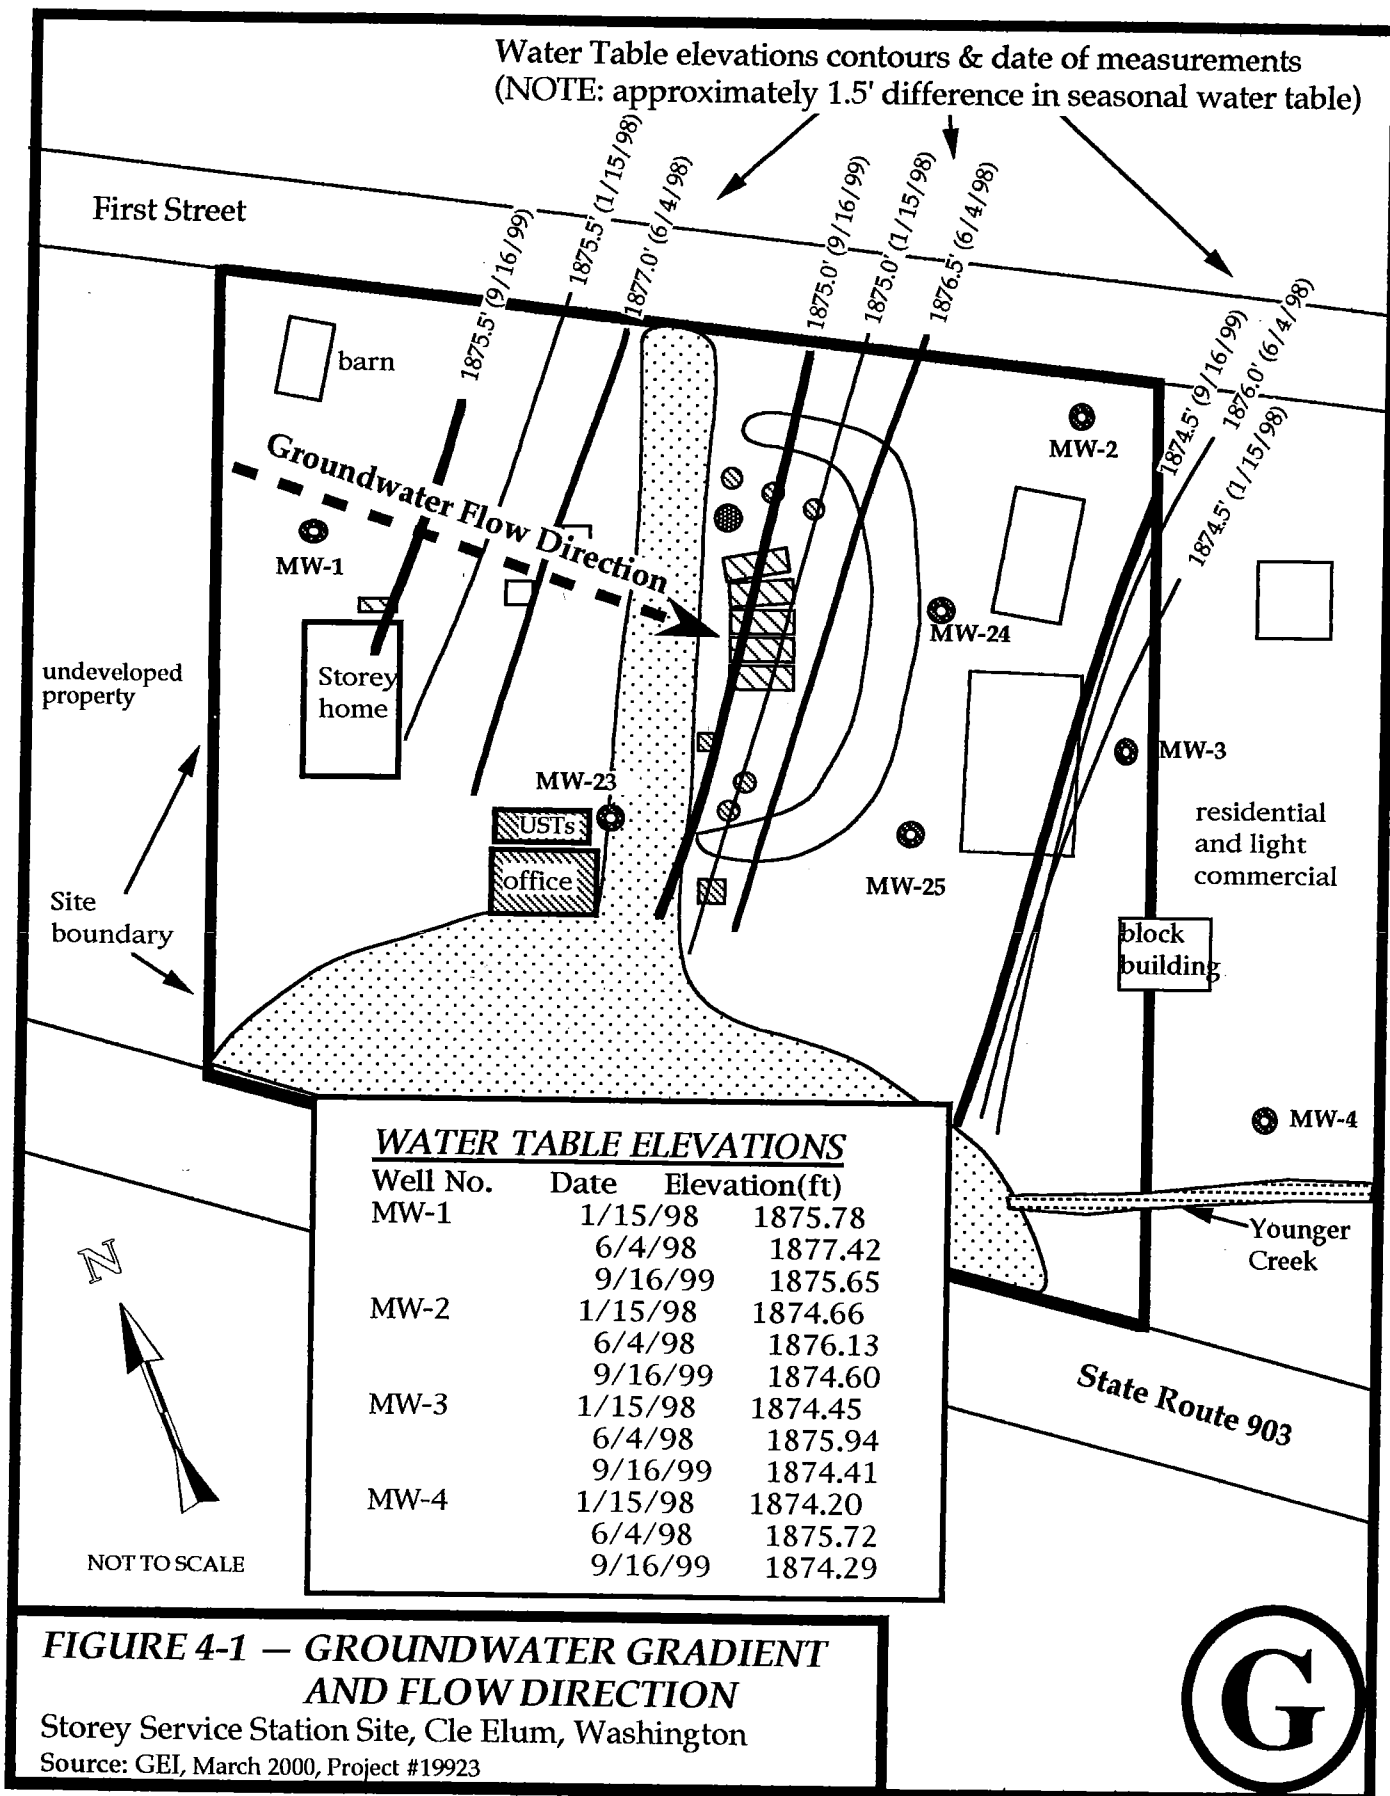 Water Table elevations contours & date of measurements
(NOTE: approximately 1.5' difference in seasonal water table)
First Street
1875.5' (9/16/99)
1875.5' (1/15/98)
1877.0' (6/4/98)
1875.0' (9/16/99)
1875.0' (1/15/98)
1876.5' (6/4/98)
1874.5' (9/16/99)
1876.0' (6/4/98)
1874.5' (1/15/98)
barn
MW-2
Groundwater Flow Direction
MW-1
MW-24
undeveloped
property
Storey
home
MW-3
MW-23
USTs
office
MW-25
residential
and light
commercial
Site
boundary
block
building
MW-4
Younger
Creek
State Route 903
WATER TABLE ELEVATIONS
Well No. Date Elevation(ft)
MW-1 1/15/98 1875.78
6/4/98 1877.42
9/16/99 1875.65
MW-2 1/15/98 1874.66
6/4/98 1876.13
9/16/99 1874.60
MW-3 1/15/98 1874.45
6/4/98 1875.94
9/16/99 1874.41
MW-4 1/15/98 1874.20
6/4/98 1875.72
9/16/99 1874.29
N
NOT TO SCALE
FIGURE 4-1 — GROUNDWATER GRADIENT
AND FLOW DIRECTION
Storey Service Station Site, Cle Elum, Washington
Source: GEI, March 2000, Project #19923
G